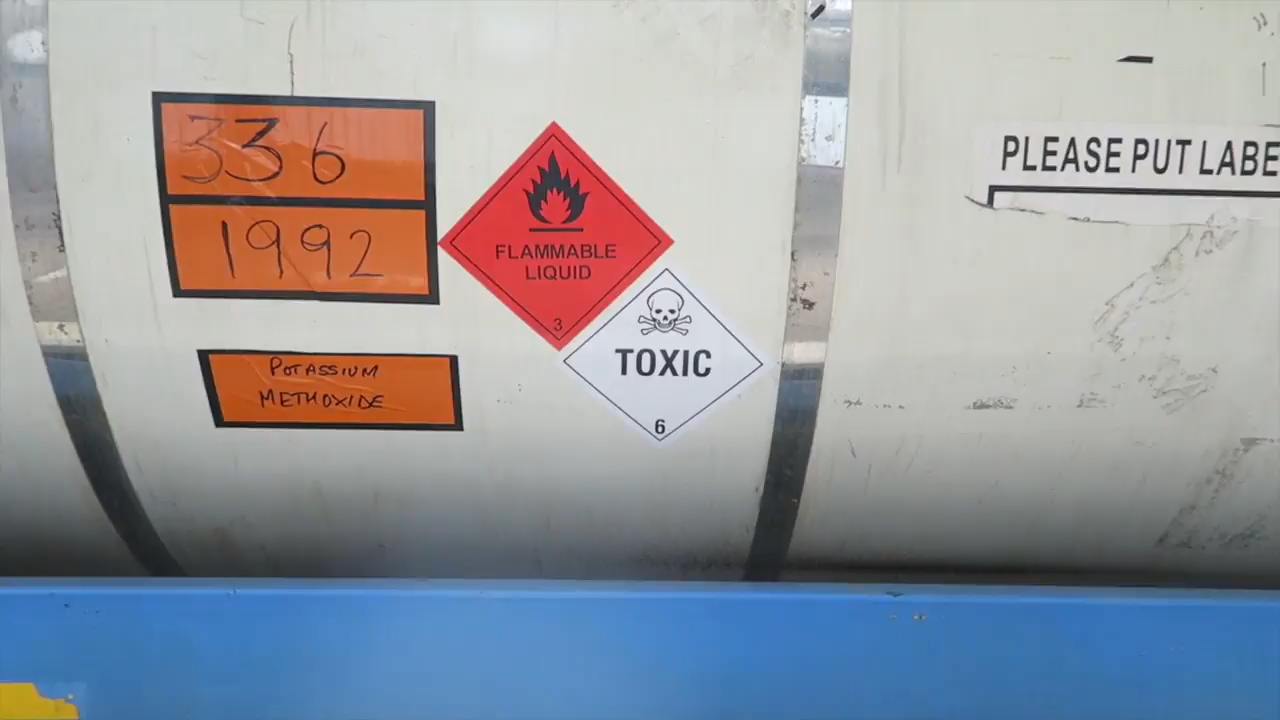 336
1992
POTASSIUM
METHOXIDE
FLAMMABLE
LIQUID
3
TOXIC
6
PLEASE PUT LABE